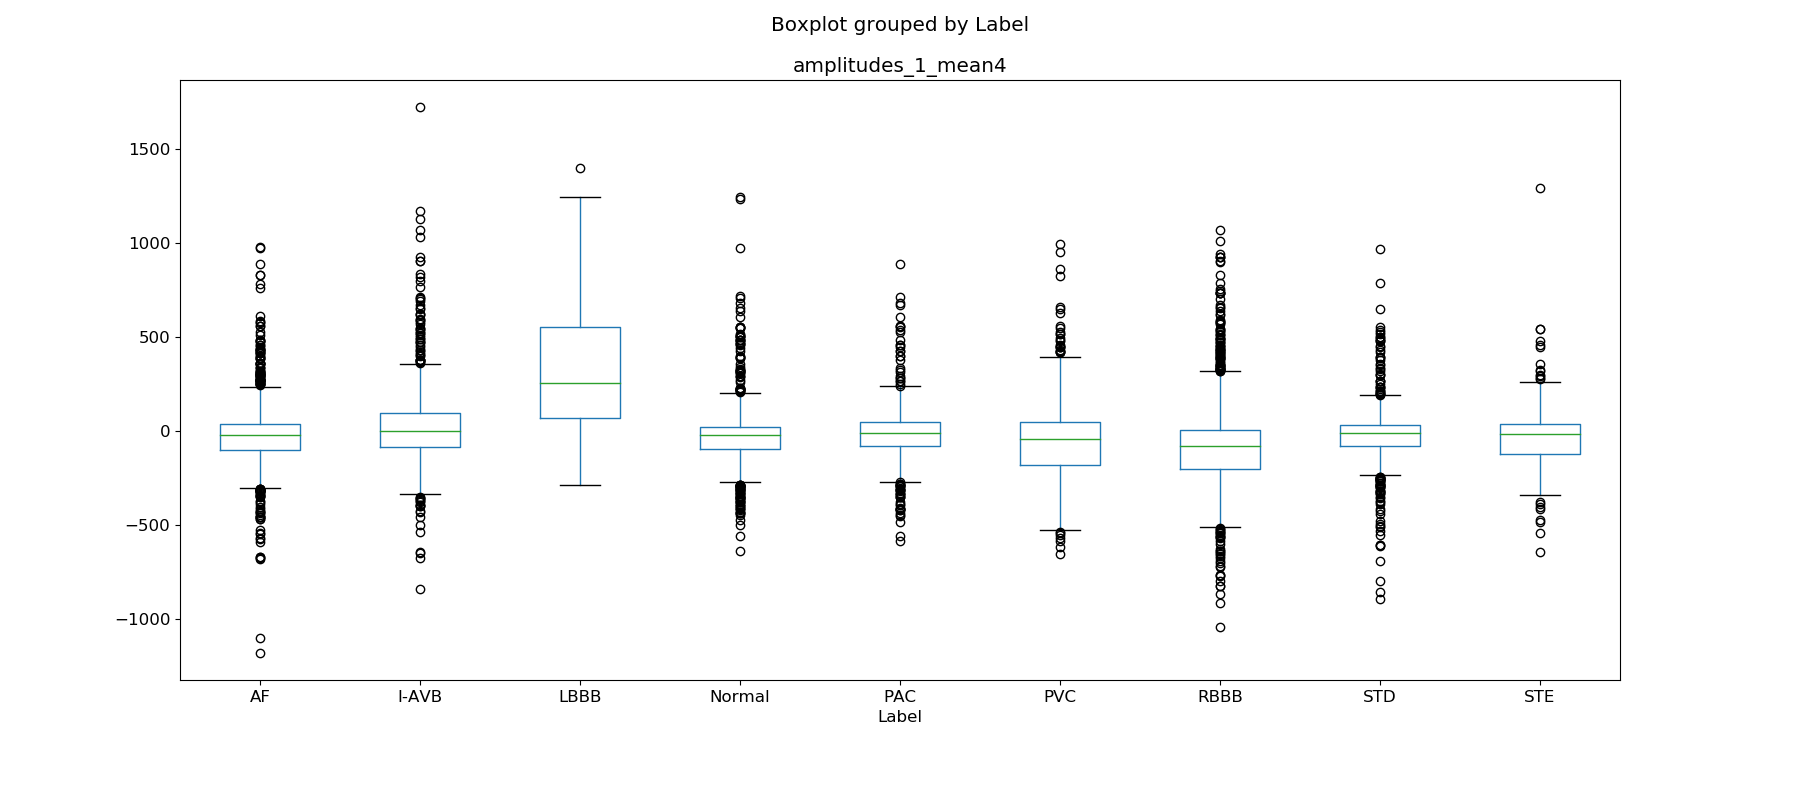 Boxplot grouped by Label
amplitudes_1_mean4
1500
1000
500
0
−500
−1000
AF I-AVB LBBB Normal PAC PVC RBBB STD STE
Label